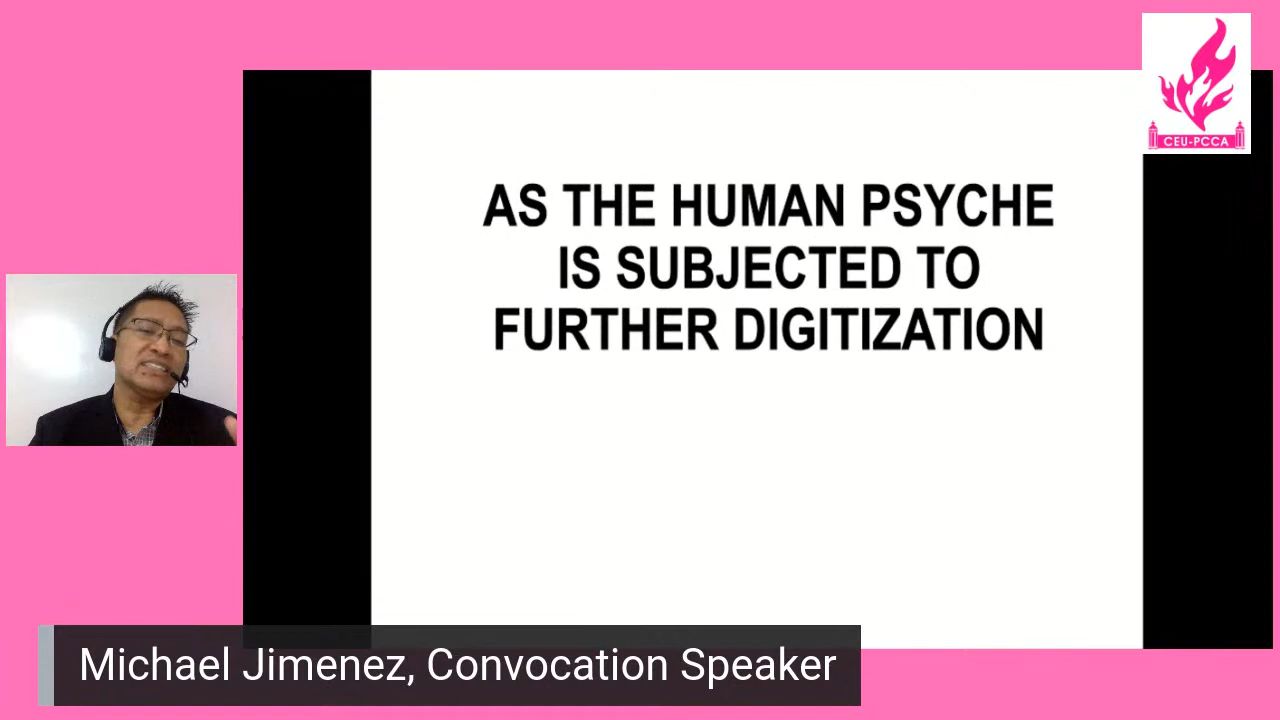 CEU-PCCA
AS THE HUMAN PSYCHE
IS SUBJECTED TO
FURTHER DIGITIZATION
Michael Jimenez, Convocation Speaker